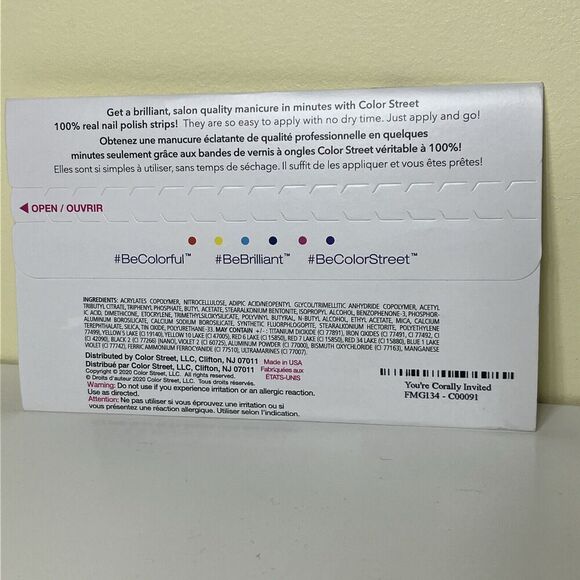 Get a brilliant, salon quality manicure in minutes with Color Street
100% real nail polish strips! They are so easy to apply with no dry time. Just apply and go!
Obtenez une manucure éclatante de qualité professionnelle en quelques
minutes seulement grâce aux bandes de vernis à ongles Color Street véritable à 100%!
Elles sont si simples à utiliser, sans temps de séchage. Il suffit de les appliquer et vous êtes prêtes!
OPEN / OUVRIR
#BeColorful™ #BeBrilliant™ #BeColorStreet™
INGREDIENTS: ACRYLATES COPOLYMER, NITROCELLULOSE, ADIPIC ACID/NEOPENTYL GLYCOL/TRIMELLITIC ANHYDRIDE COPOLYMER, ACETYL
TRIBUTYL CITRATE, TRIPHENYL PHOSPHATE, BUTYL ACETATE, STEARALKONIUM BENTONITE, ISOPROPYL ALCOHOL, BENZOPHENONE-3, PHOSPHOR-
IC ACID, DIMETHICONE, ETOCRYLENE, TRIMETHYLSILOXYSILICATE, POLYVINYL BUTYRAL, N-BUTYL ALCOHOL, ETHYL ACETATE, MICA, CALCIUM
ALUMINUM BOROSILICATE, CALCIUM SODIUM BOROSILICATE, SYNTHETIC FLUORPHLOGOPITE, STEARALKONIUM HECTORITE, POLYETHYLENE
TEREPHTHALATE, SILICA, TIN OXIDE, POLYURETHANE-33. MAY CONTAIN +/-: TITANIUM DIOXIDE (CI 77891), IRON OXIDES (CI 77491, CI 77492, CI
77499), YELLOW 5 LAKE (CI 19140), YELLOW 10 LAKE (CI 47005), RED 6 LAKE (CI 15850), RED 7 LAKE (CI 15850), RED 34 LAKE (CI 15880), BLUE 1 LAKE
(CI 42090), BLACK 2 (CI 77266) [NANO], VIOLET 2 (CI 60725), ALUMINUM POWDER (CI 77000), BISMUTH OXYCHLORIDE (CI 77163), MANGANESE
VIOLET (CI 77742), FERRIC AMMONIUM FERROCYANIDE (CI 77510), ULTRAMARINES (CI 77007).
Distributed by Color Street, LLC, Clifton, NJ 07011 Made in USA
Distribué par Color Street, LLC, Clifton, NJ 07011 Fabriquées aux
Copyright © 2020 Color Street, LLC. All rights reserved. ÉTATS-UNIS
© Droits d'auteur 2020 Color Street, LLC. Tous droits réservés.
Warning: Do not use if you experience irritation or an allergic reaction.
Use as directed.
Attention: Ne pas utiliser si vous éprouvez une irritation ou si
vous présentez une réaction allergique. Utiliser selon l'indication.
You're Corally Invited
FMG134 - C00091